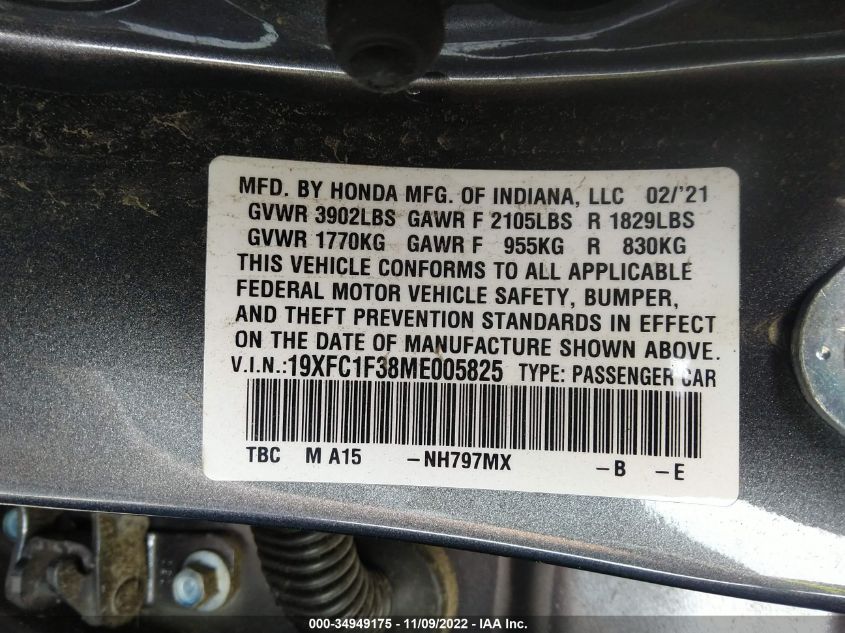 MFD. BY HONDA MFG. OF INDIANA, LLC 02/'21
GVWR 3902LBS GAWR F 2105LBS R 1829LBS
GVWR 1770KG GAWR F 955KG R 830KG
THIS VEHICLE CONFORMS TO ALL APPLICABLE
FEDERAL MOTOR VEHICLE SAFETY, BUMPER,
AND THEFT PREVENTION STANDARDS IN EFFECT
ON THE DATE OF MANUFACTURE SHOWN ABOVE.
V.I.N.:19XFC1F38ME005825 TYPE: PASSENGER CAR
TBC M A15 -NH797MX -B -E
000-34949175 - 11/09/2022 - IAA Inc.